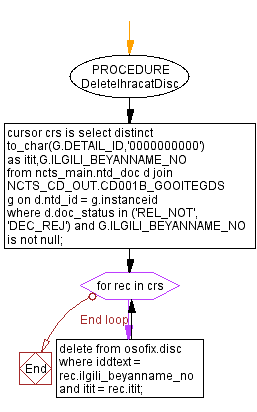 PROCEDURE
DeleteIhracatDisc
cursor crs is select distinct
to_char(G.DETAIL_ID,'0000000000')
as itit,G.ILGILI_BEYANNAME_NO
from ncts_main.ntd_doc d join
NCTS_CD_OUT.CD001B_GOOITEGDS
g on d.ntd_id = g.instanceid
where d.doc_status in ('REL_NOT',
'DEC_REJ') and G.ILGILI_BEYANNAME_NO
is not null;
for rec in crs
End loop
End
delete from osofix.disc
where iddtext =
rec.ilgili_beyanname_no
and itit = rec.itit;